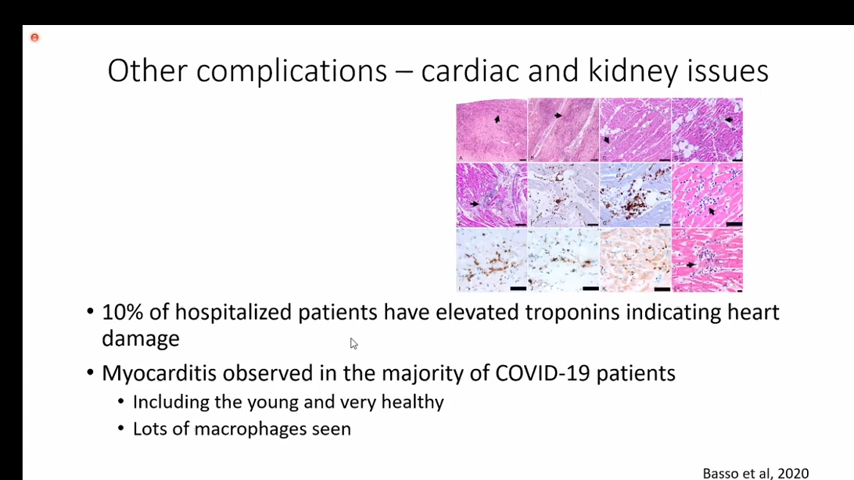 Other complications – cardiac and kidney issues
• 10% of hospitalized patients have elevated troponins indicating heart
damage
• Myocarditis observed in the majority of COVID-19 patients
• Including the young and very healthy
• Lots of macrophages seen
Basso et al, 2020